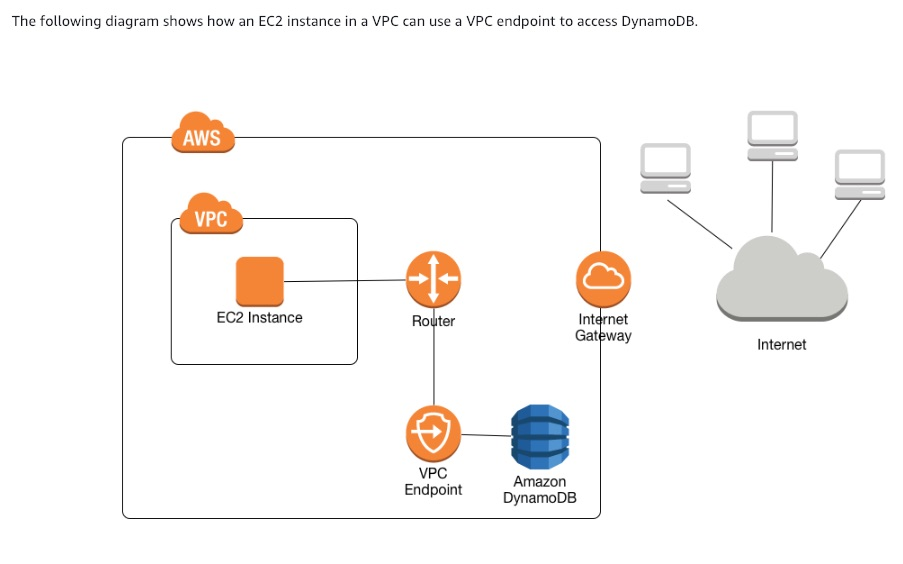 The following diagram shows how an EC2 instance in a VPC can use a VPC endpoint to access DynamoDB.
AWS
VPC
EC2 Instance
Router
Internet
Gateway
Internet
VPC
Endpoint
Amazon
DynamoDB